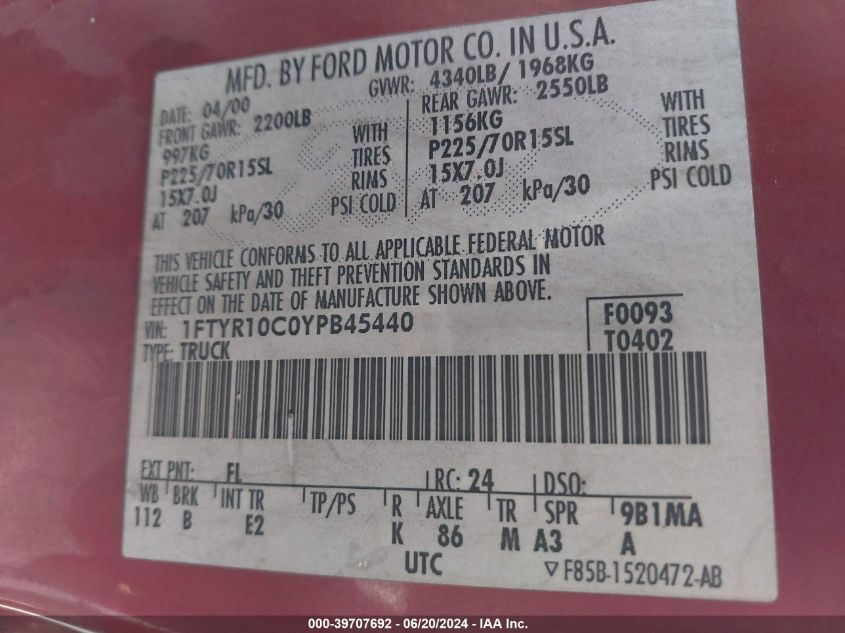 MFD. BY FORD MOTOR CO. IN U.S.A.
DATE: 04/00 GVWR: 4340LB/ 1968KG
FRONT GAWR: 2200LB REAR GAWR: 2550LB
997KG WITH 1156KG WITH
P225/70R15SL TIRES P225/70R15SL TIRES
15X7.0J RIMS 15X7.0J RIMS
AT 207 kPa/30 PSI COLD AT 207 kPa/30 PSI COLD
THIS VEHICLE CONFORMS TO ALL APPLICABLE FEDERAL MOTOR
VEHICLE SAFETY AND THEFT PREVENTION STANDARDS IN
EFFECT ON THE DATE OF MANUFACTURE SHOWN ABOVE.
VIN: 1FTYR10C0YPB45440 F0093
TYPE: TRUCK T0402
EXT PNT: FL RC: 24 DSO:
WB BRK INT TR TP/PS R AXLE TR SPR 9B1MA
112 B E2 K 86 M A3 A
UTC ▽ F85B-1520472-AB
000-39707692 - 06/20/2024 - IAA Inc.